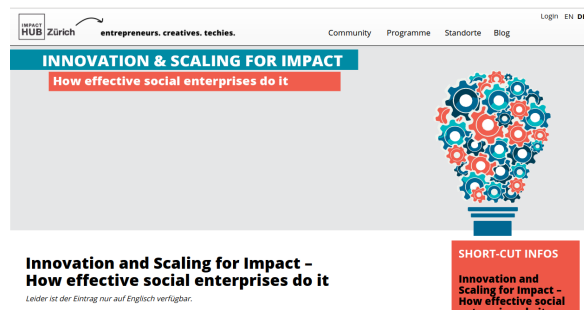 IMPACT
HUB Zürich
entrepreneurs. creatives. techies.
Login EN DE
Community Programme Standorte Blog
INNOVATION & SCALING FOR IMPACT
How effective social enterprises do it
Innovation and Scaling for Impact –
How effective social enterprises do it
Leider ist der Eintrag nur auf Englisch verfügbar.
SHORT-CUT INFOS
Innovation and
Scaling for Impact –
How effective social